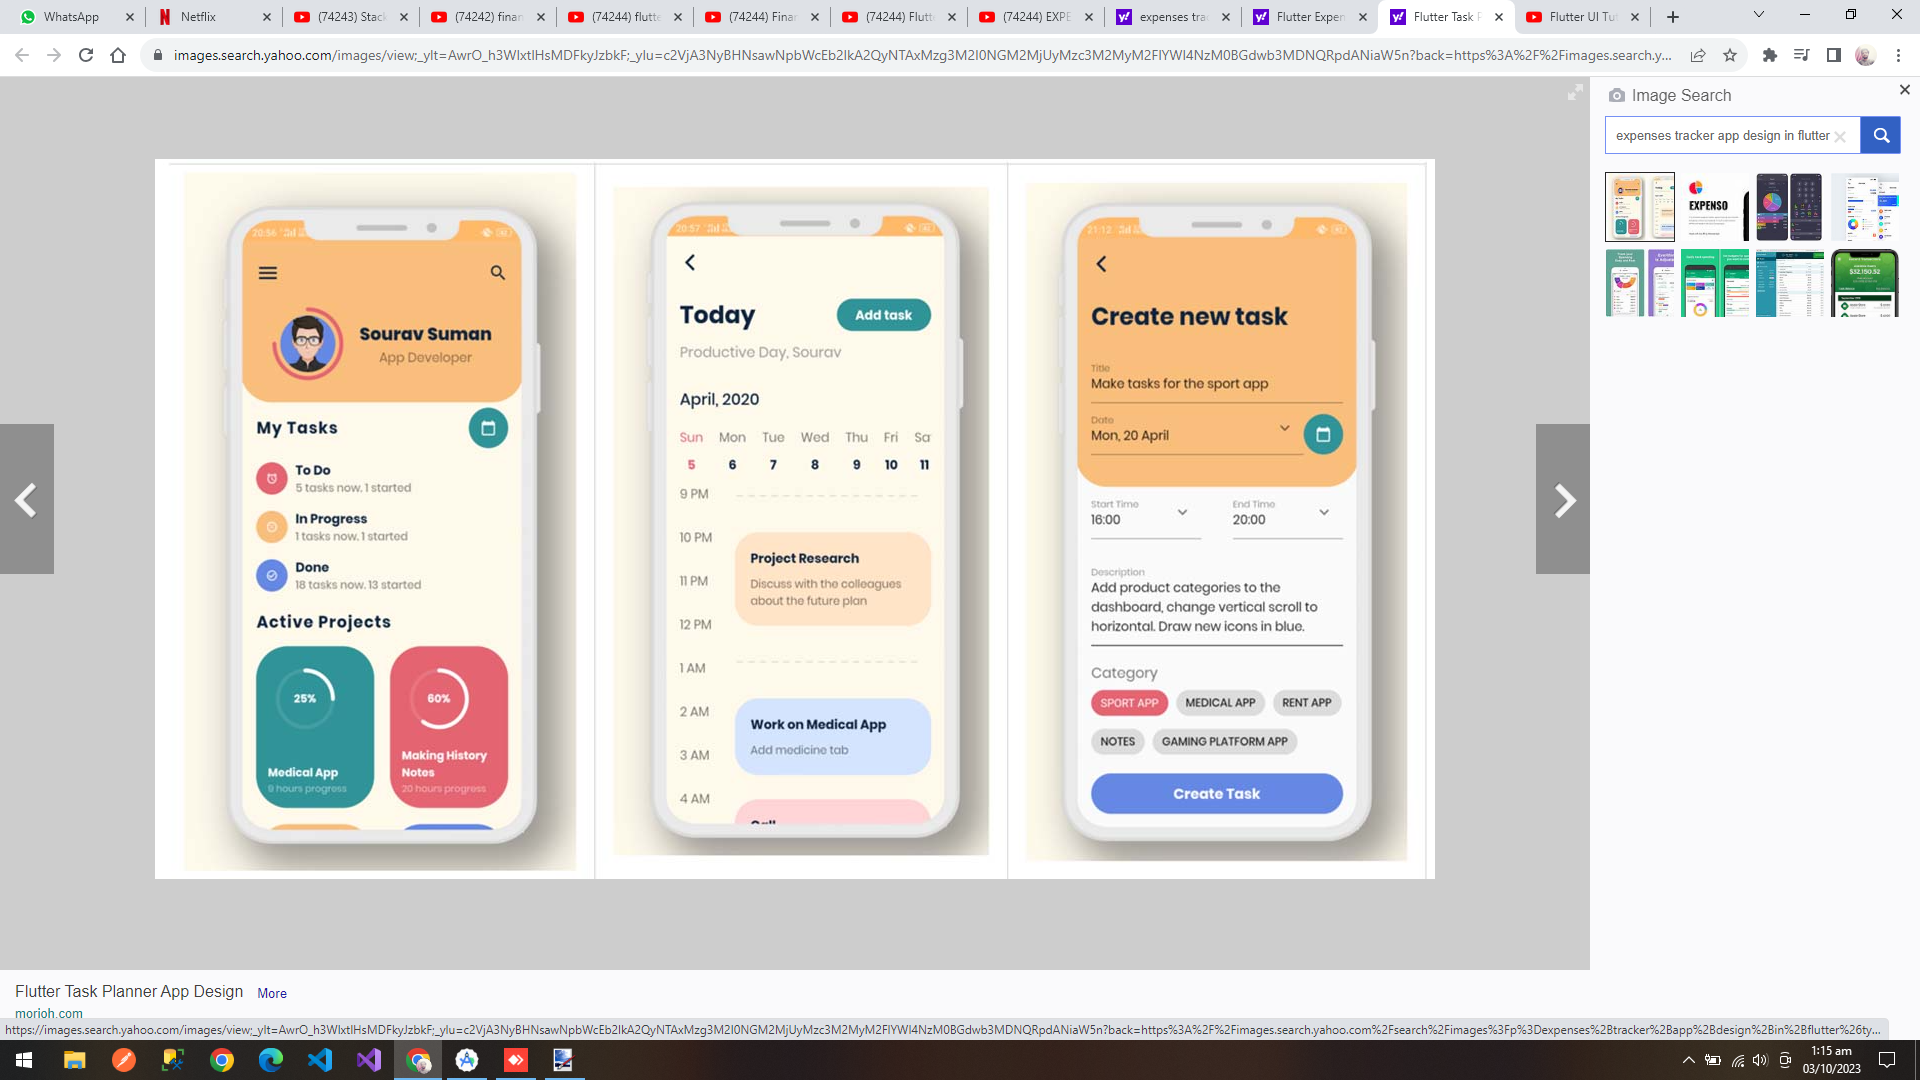 WhatsApp
Netflix
(74243) Stack
(74242) finan
(74244) flutte
(74244) Finan
(74244) Flutt
(74244) EXPE
expenses trac
Flutter Expen
Flutter Task P
Flutter UI Tut
images.search.yahoo.com/images/view;_ylt=AwrO_h3WlxtlHsMDFkyJzbkF;_ylu=c2VjA3NyBHNsawNpbWcEb2lkA2QyNTAxMzg3M2I0NGM2MjUyMzc3M2MyM2FlYWI4NzM0BGdwb3MDNQRpdANiaW5n?back=https%3A%2F%2Fimages.search.y...
Image Search
expenses tracker app design in flutter
EXPENSO
$32,150.52
20:56
Sourav Suman
App Developer
My Tasks
To Do
5 tasks now. 1 started
In Progress
1 tasks now. 1 started
Done
18 tasks now. 13 started
Active Projects
25%
Medical App
9 hours progress
60%
Making History
Notes
20 hours progress
20:57
Today
Add task
Productive Day, Sourav
April, 2020
Sun Mon Tue Wed Thu Fri Sa
5 6 7 8 9 10 11
9 PM
10 PM
Project Research
11 PM
Discuss with the colleagues
about the future plan
12 PM
1 AM
2 AM
Work on Medical App
3 AM
Add medicine tab
4 AM
Call
21:12
Create new task
Title
Make tasks for the sport app
Date
Mon, 20 April
Start Time
16:00
End Time
20:00
Description
Add product categories to the
dashboard, change vertical scroll to
horizontal. Draw new icons in blue.
Category
SPORT APP MEDICAL APP RENT APP
NOTES GAMING PLATFORM APP
Create Task
Flutter Task Planner App Design More
morioh.com
https://images.search.yahoo.com/images/view;_ylt=AwrO_h3WlxtlHsMDFkyJzbkF;_ylu=c2VjA3NyBHNsawNpbWcEb2lkA2QyNTAxMzg3M2I0NGM2MjUyMzc3M2MyM2FlYWI4NzM0BGdwb3MDNQRpdANiaW5n?back=https%3A%2F%2Fimages.search.yahoo.com%2Fsearch%2Fimages%3Fp%3Dexpenses%2Btracker%2Bapp%2Bdesign%2Bin%2Bflutter%26ty...
1:15 am
03/10/2023